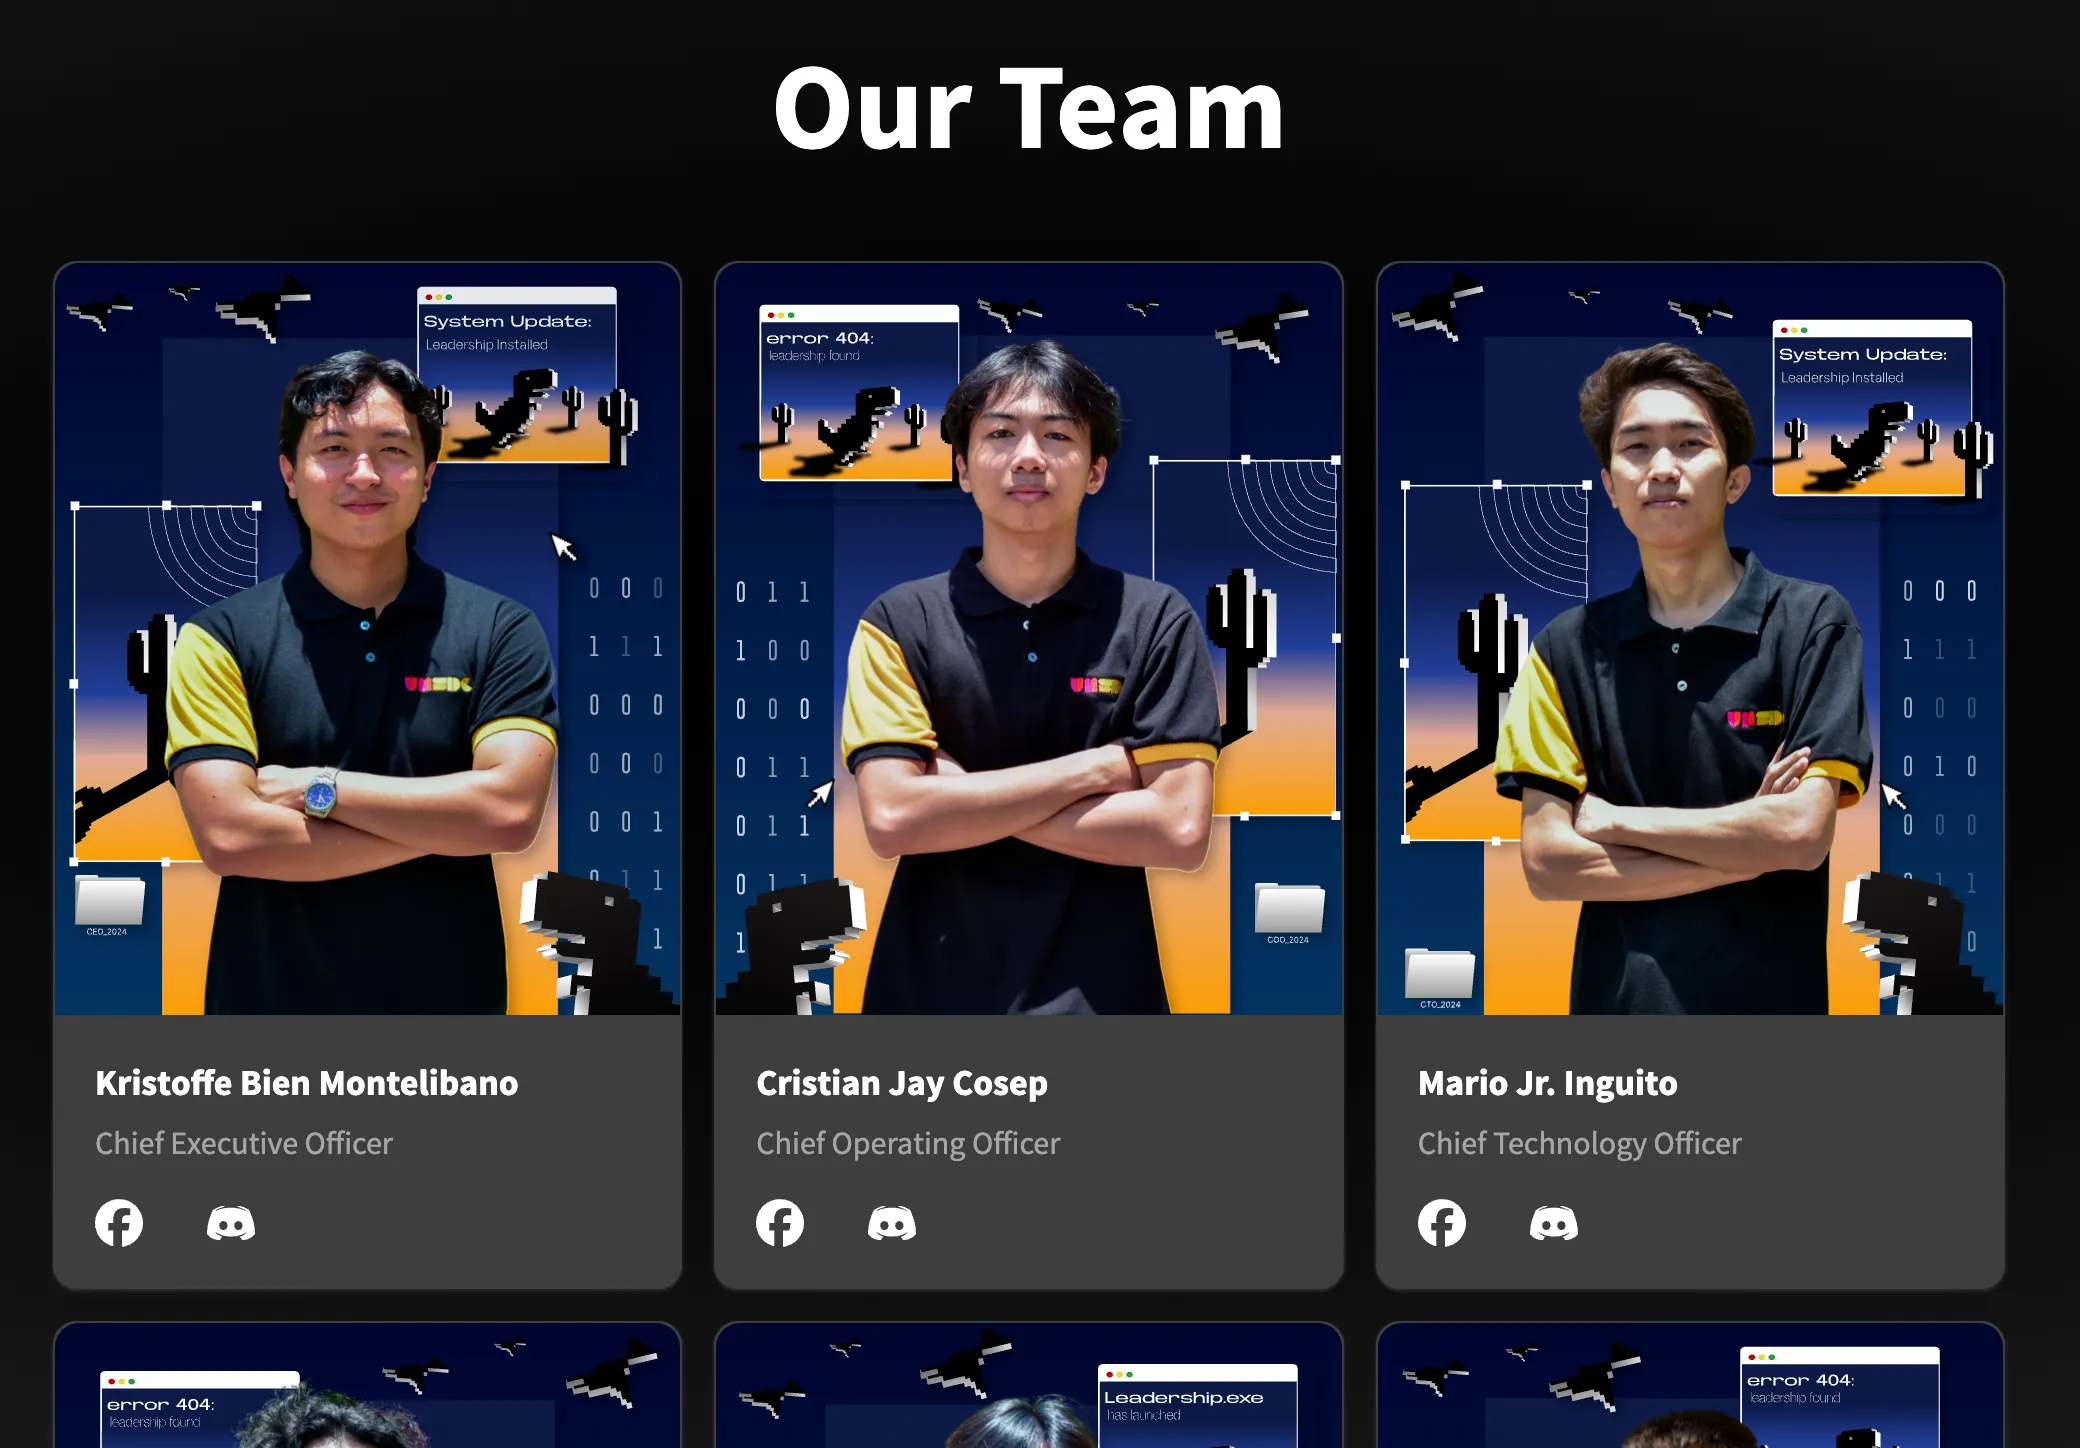 Our Team
System Update:
Leadership Installed
0 0 0
1 1 1
0 0 0
0 0 0
0 0 1
1 1
1
CEO_2024
UNSDC
Kristoffe Bien Montelibano
Chief Executive Officer
error 404:
leadership found
0 1 1
1 0 0
0 0 0
0 1 1
0 1 1
0 1 1
1
COO_2024
Cristian Jay Cosep
Chief Operating Officer
System Update:
Leadership Installed
0 0 0
1 1 1
0 0 0
0 1 0
0 0 0
0 1 1
0
CTO_2024
Mario Jr. Inguito
Chief Technology Officer
error 404:
leadership found
Leadership.exe
has launched
error 404:
leadership found